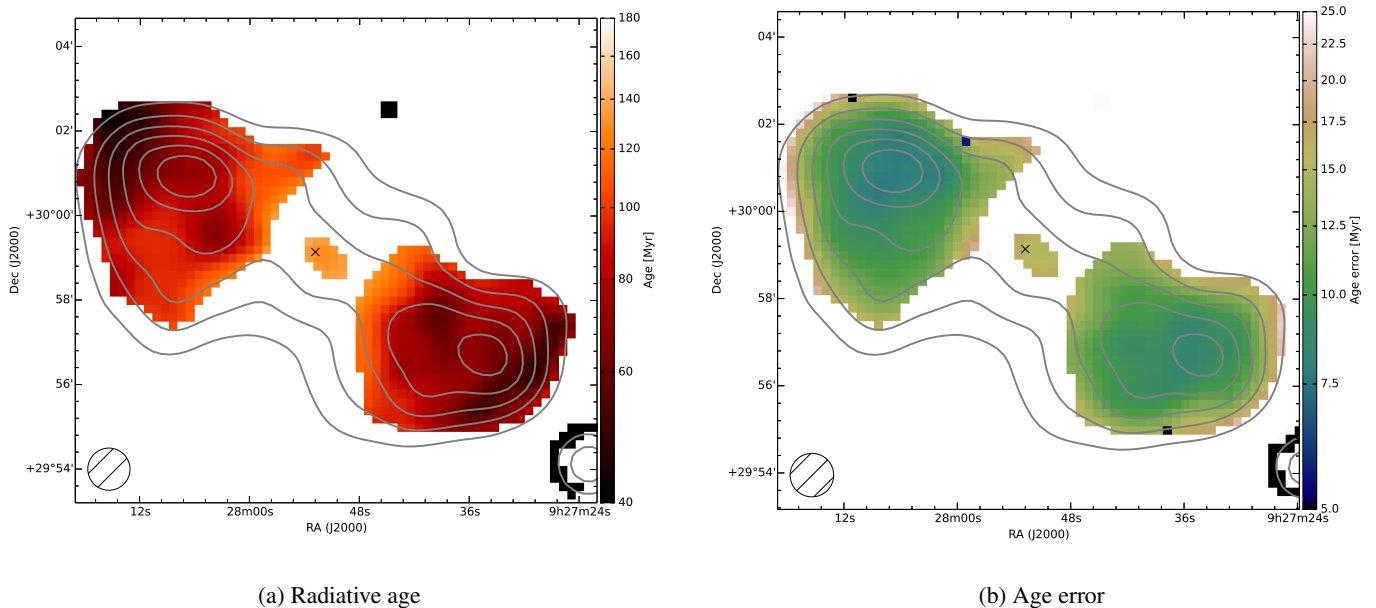 180
160
140
120
100
80
60
40
Age [Myr]
04'
02'
+30°00'
58'
56'
+29°54'
Dec (J2000)
12s
28m00s
48s
36s
9h27m24s
RA (J2000)
25.0
22.5
20.0
17.5
15.0
12.5
10.0
7.5
5.0
Age error [Myr]
04'
02'
+30°00'
58'
56'
+29°54'
Dec (J2000)
12s
28m00s
48s
36s
9h27m24s
RA (J2000)
(a) Radiative age
(b) Age error